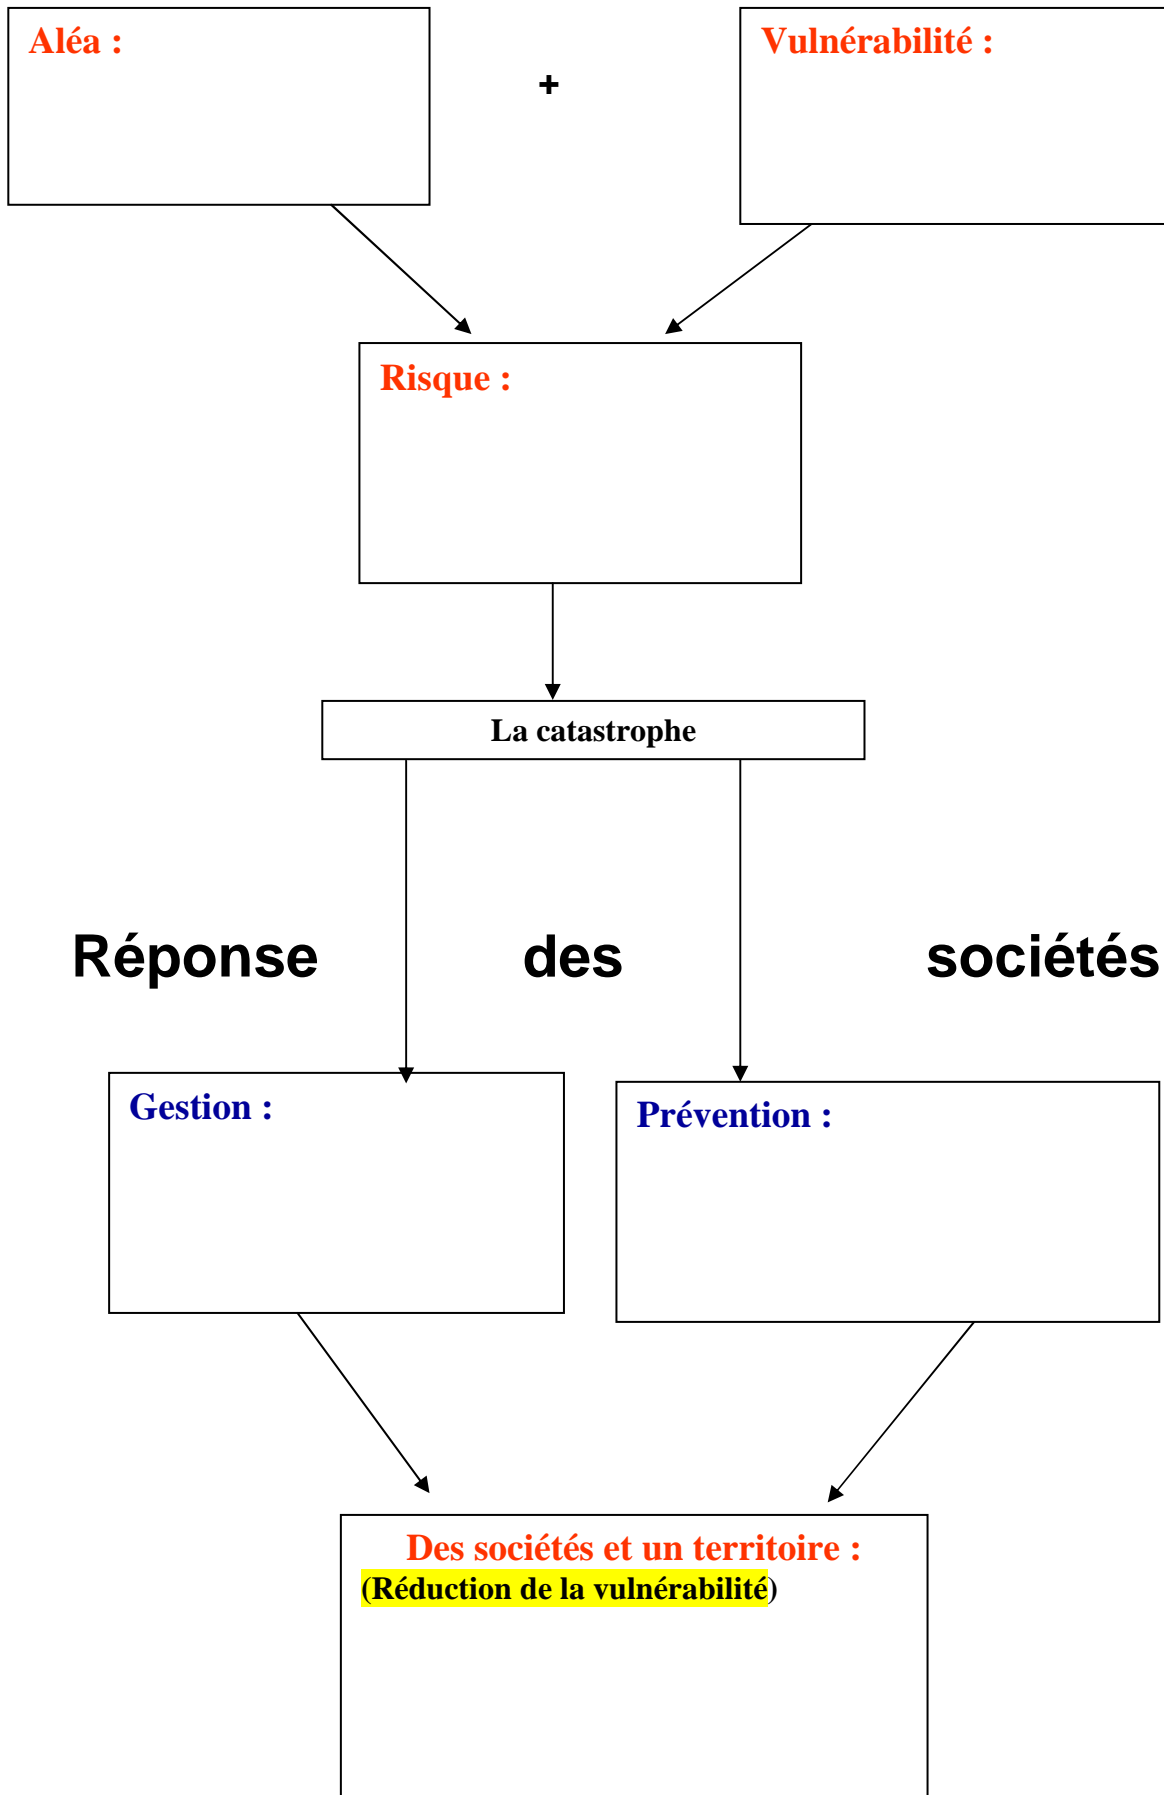 Aléa :
+
Vulnérabilité :
Risque :
La catastrophe
Réponse des sociétés
Gestion :
Prévention :
Des sociétés et un territoire :
(Réduction de la vulnérabilité)